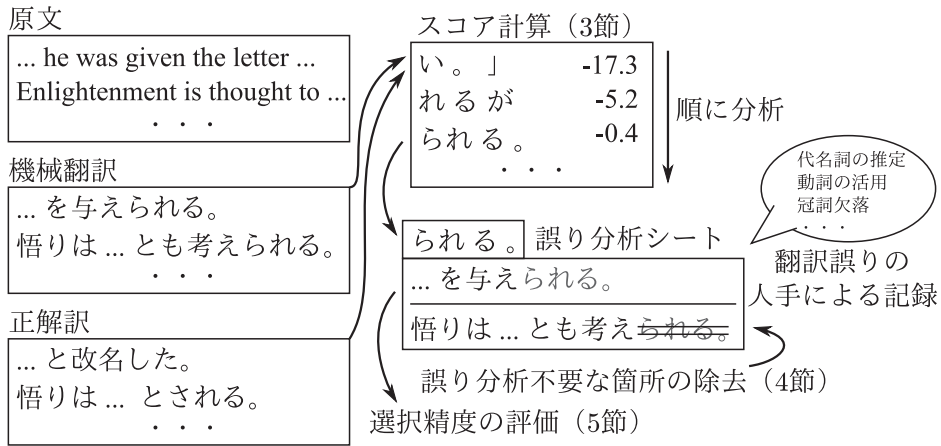 原文
... he was given the letter ...
Enlightenment is thought to ...
・・・
機械翻訳
... を与えられる。
悟りは ... とも考えられる。
・・・
正解訳
... と改名した。
悟りは ... とされる。
・・・
スコア計算（3節）
い。」 -17.3
れるが -5.2
られる。 -0.4
・・・
順に分析
られる。 誤り分析シート
... を与えられる。
悟りは ... とも考えられる。
代名詞の推定
動詞の活用
冠詞欠落
・・・
翻訳誤りの
人手による記録
誤り分析不要な箇所の除去（4節）
選択精度の評価（5節）